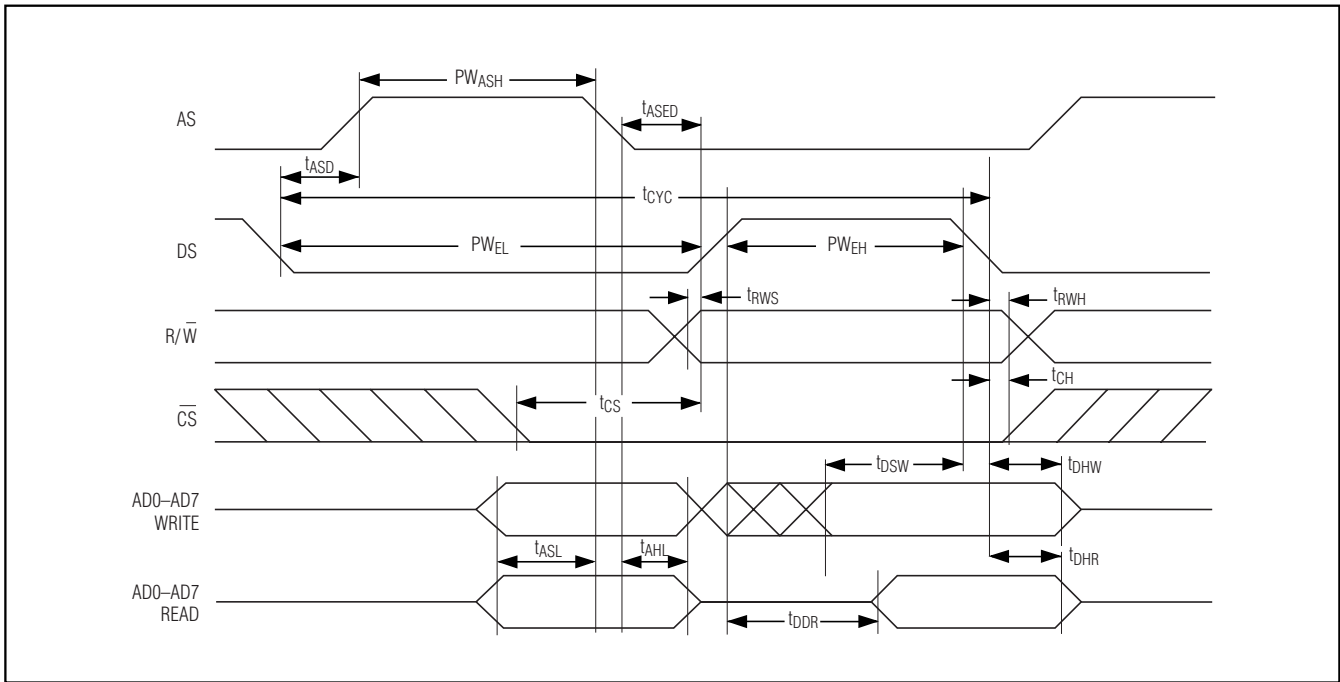 PWASH
AS
tASED
tASD
tCYC
DS
PWEL
PWEH
tRWS
tRWH
R/W̅
tCH
C̅S̅
tCS
tDSW
tDHW
AD0–AD7
WRITE
tASL
tAHL
tDHR
AD0–AD7
READ
tDDR